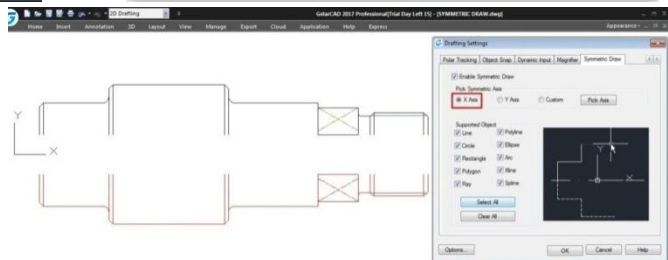 2D Drafting
GstarCAD 2017 Professional(Trial Day Left 15) - [SYMMETRIC DRAW.dwg]
Home Insert Annotation 3D Layout View Manage Export Cloud Application Help Express
Appearance
Drafting Settings
Polar Tracking Object Snap Dynamic Input Magnifier Symmetric Draw
Enable Symmetric Draw
Pick Symmetric Axis
X Axis Y Axis Custom Pick Axis
Supported Object
Line Polyline
Circle Ellipse
Rectangle Arc
Polygon Xline
Ray Spline
Select All
Clear All
Options... OK Cancel Help
Y
X
Y
X